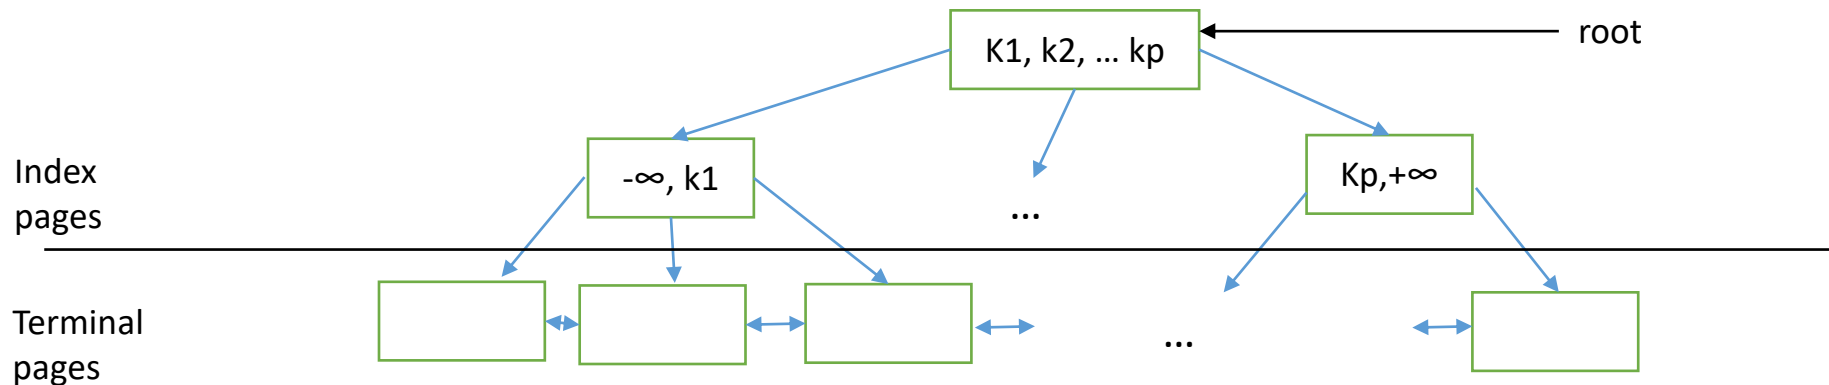 K1, k2, ... kp
root
Index
pages
-∞, k1
...
Kp,+∞
Terminal
pages
...